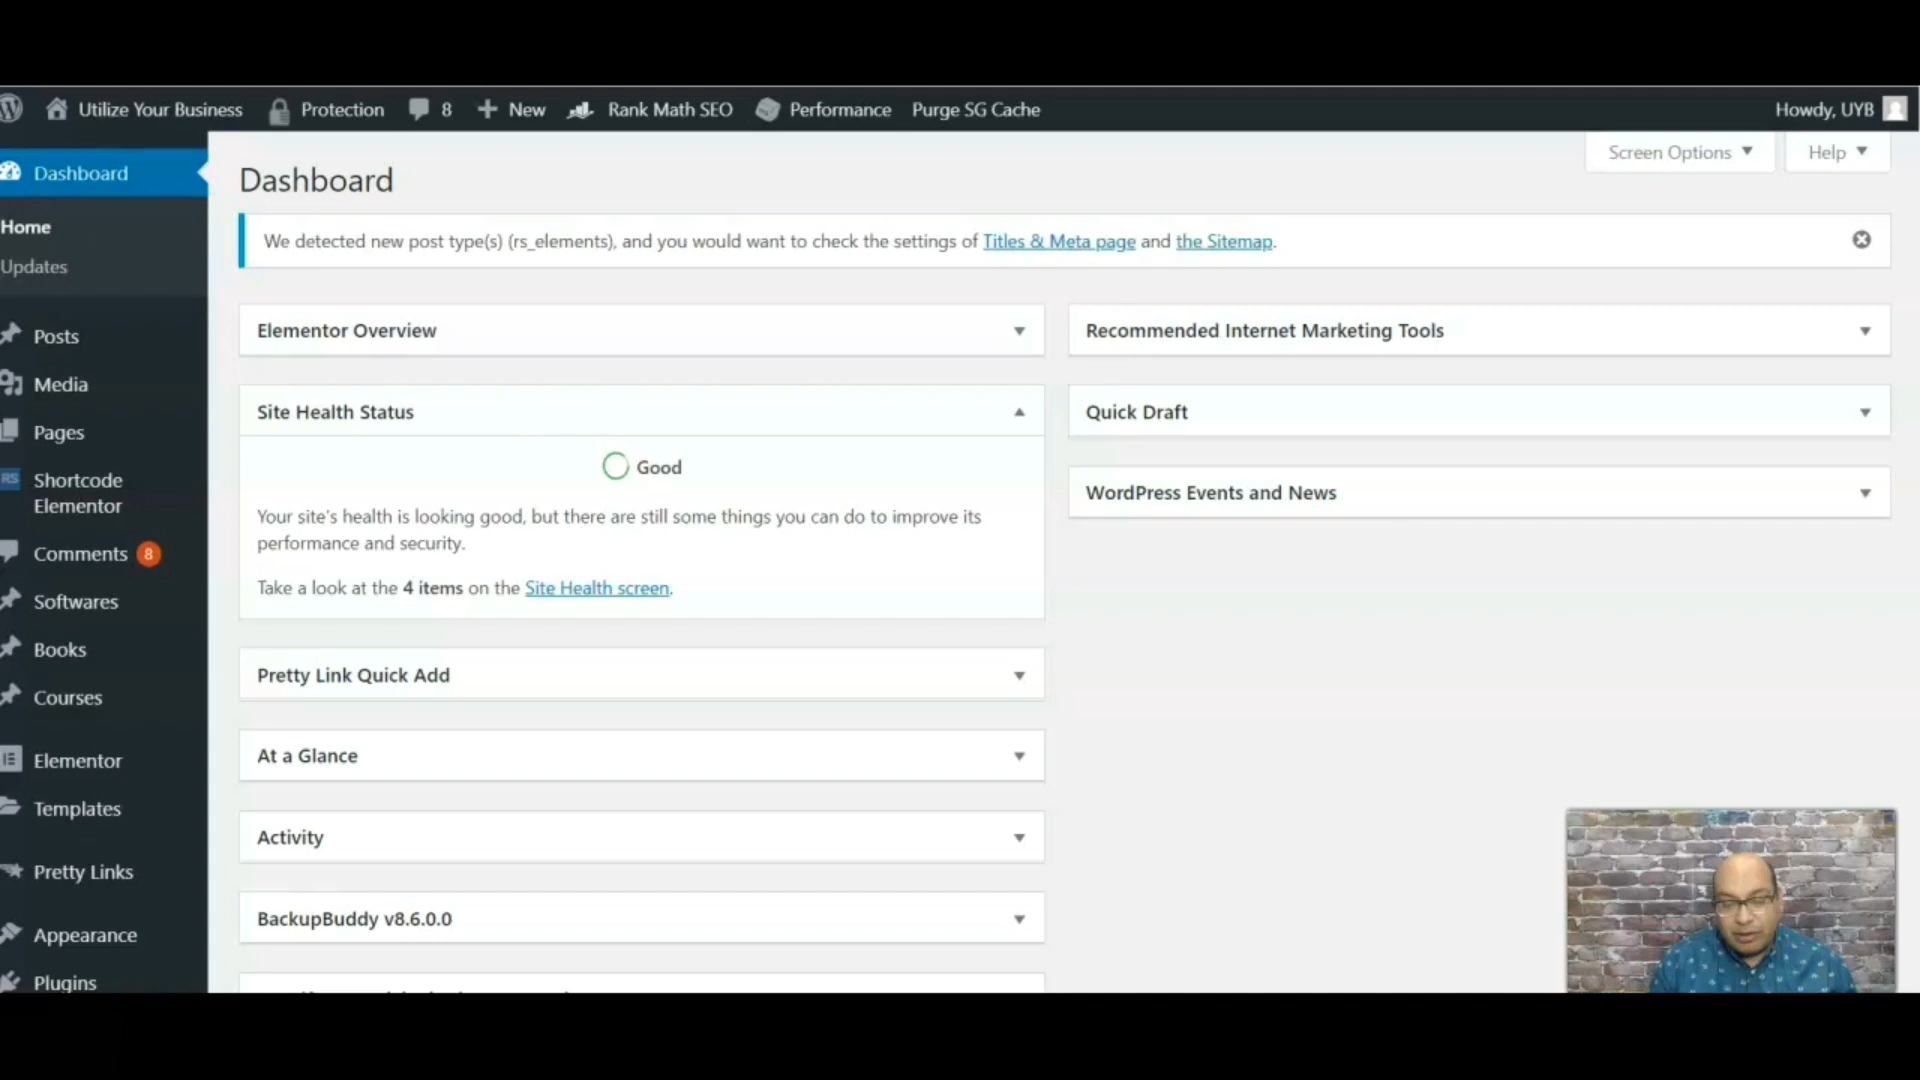 Utilize Your Business Protection 8 New Rank Math SEO Performance Purge SG Cache Howdy, UYB
Screen Options Help
Dashboard
Home
Updates
Posts
Media
Pages
RS Shortcode
Elementor
Comments 8
Softwares
Books
Courses
Elementor
Templates
Pretty Links
Appearance
Plugins
Dashboard
We detected new post type(s) (rs_elements), and you would want to check the settings of Titles & Meta page and the Sitemap.
Elementor Overview
Site Health Status
Good
Your site's health is looking good, but there are still some things you can do to improve its
performance and security.
Take a look at the 4 items on the Site Health screen.
Pretty Link Quick Add
At a Glance
Activity
BackupBuddy v8.6.0.0
Recommended Internet Marketing Tools
Quick Draft
WordPress Events and News